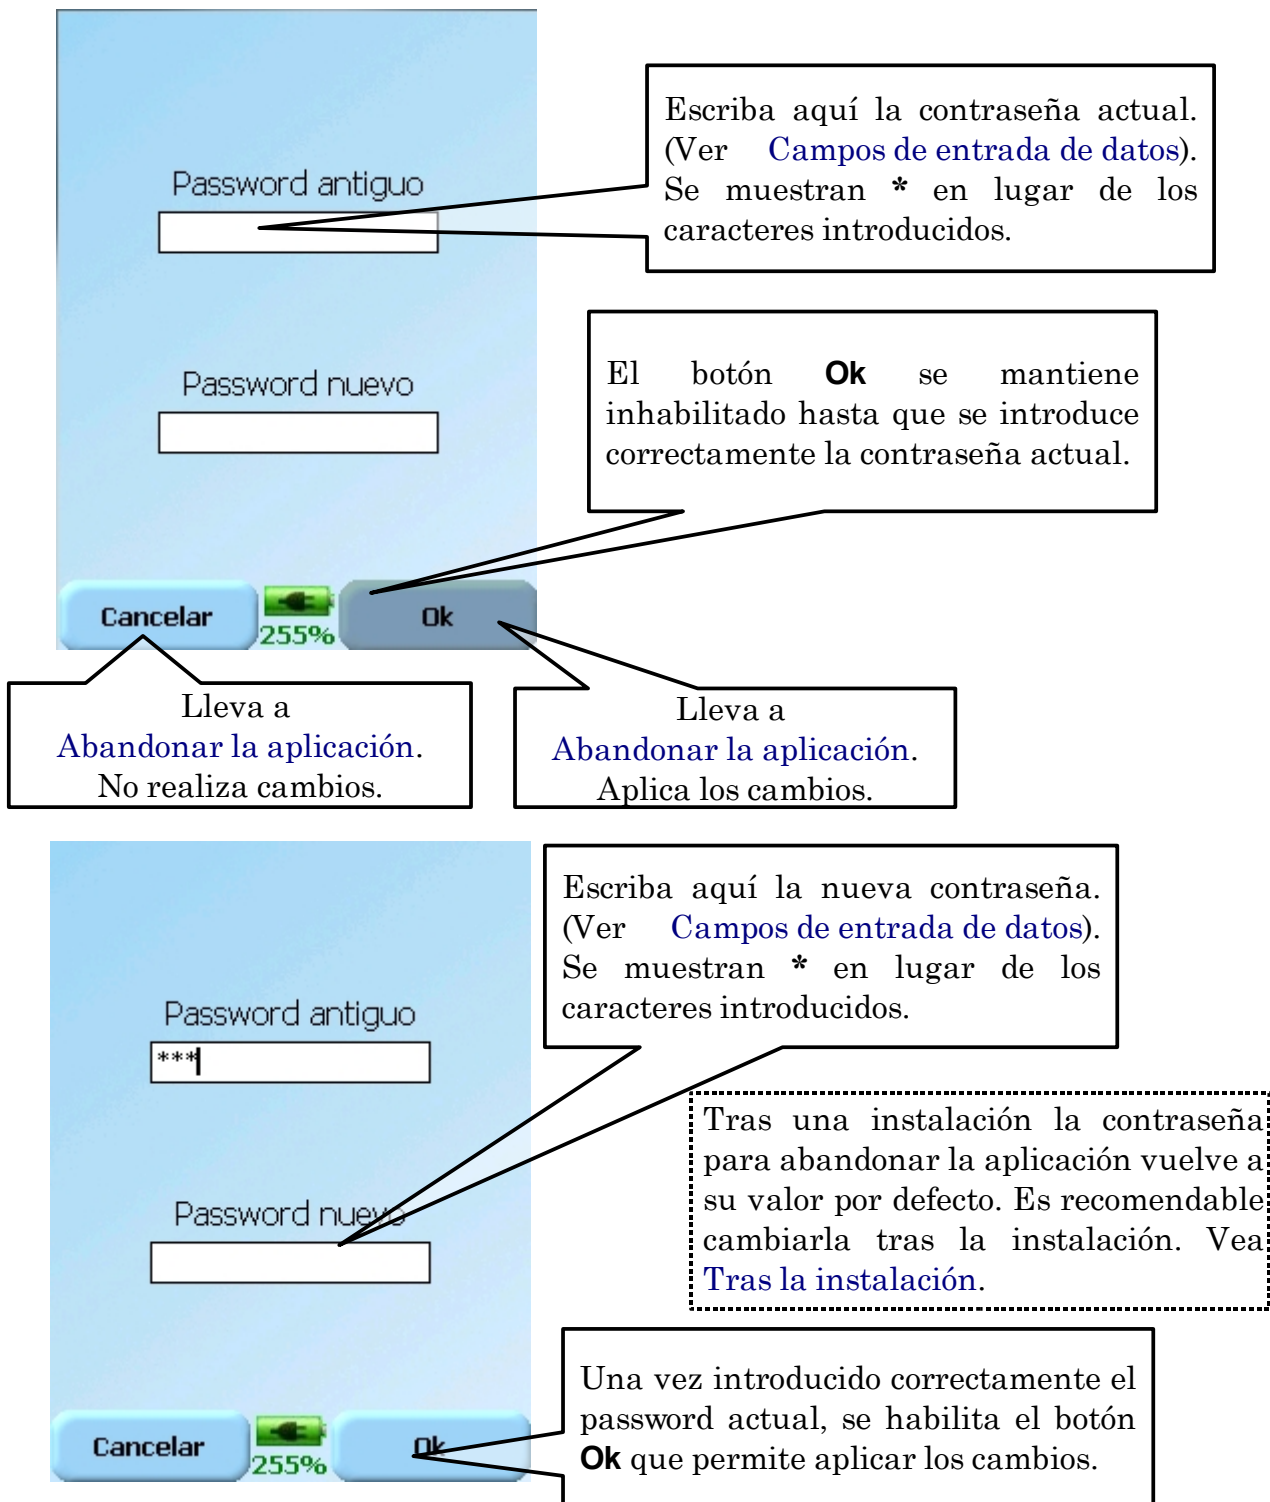 Escriba aquí la contraseña actual.
(Ver Campos de entrada de datos).
Se muestran * en lugar de los
caracteres introducidos.
Password antiguo
El botón Ok se mantiene
inhabilitado hasta que se introduce
correctamente la contraseña actual.
Password nuevo
Cancelar
255%
Ok
Lleva a
Abandonar la aplicación.
No realiza cambios.
Lleva a
Abandonar la aplicación.
Aplica los cambios.
Escriba aquí la nueva contraseña.
(Ver Campos de entrada de datos).
Se muestran * en lugar de los
caracteres introducidos.
Password antiguo
***
Tras una instalación la contraseña
para abandonar la aplicación vuelve a
su valor por defecto. Es recomendable
cambiarla tras la instalación. Vea
Tras la instalación.
Password nuevo
Una vez introducido correctamente el
password actual, se habilita el botón
Ok que permite aplicar los cambios.
Cancelar
255%
Ok